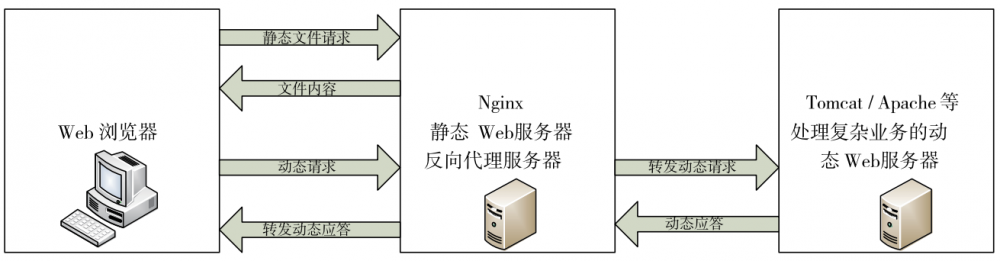 静态文件请求
文件内容
Web 浏览器
动态请求
转发动态应答
Nginx
静态 Web服务器
反向代理服务器
转发动态请求
动态应答
Tomcat / Apache 等
处理复杂业务的动
态 Web服务器